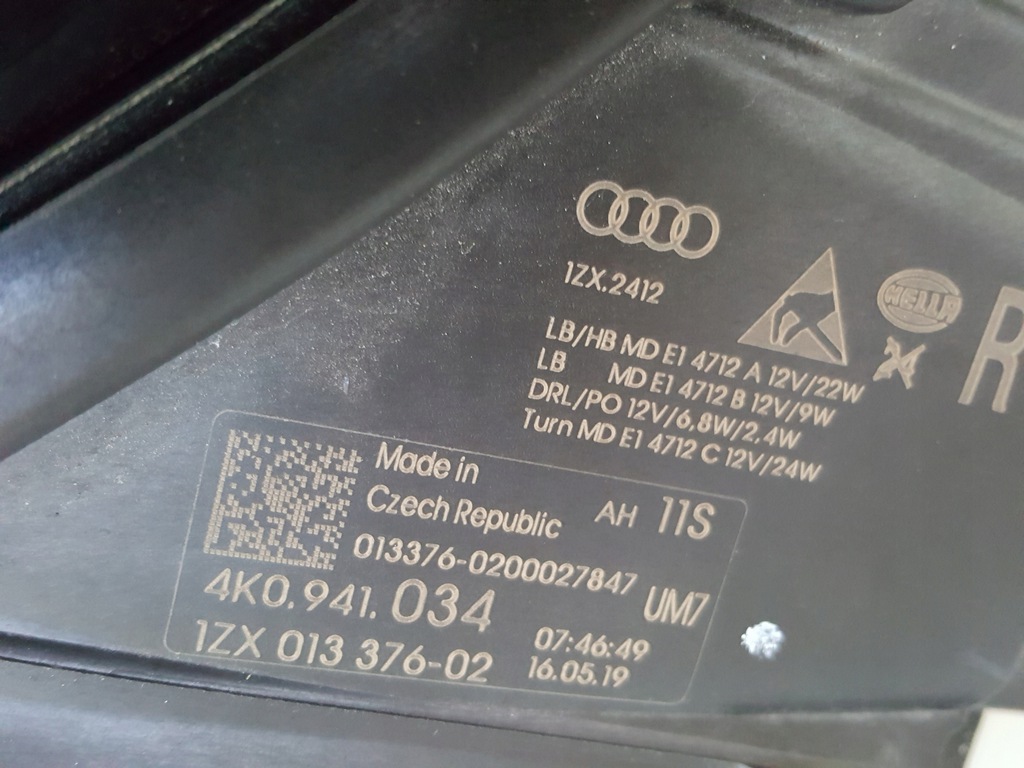 1ZX.2412
HELLA
R
LB/HB MD E1 4712 A 12V/22W
LB MD E1 4712 B 12V/9W
DRL/PO 12V/6,8W/2,4W
Turn MD E1 4712 C 12V/24W
Made in
Czech Republic AH 11S
013376-0200027847 UM7
4K0.941.034
1ZX 013 376-02
07:46:49
16.05.19